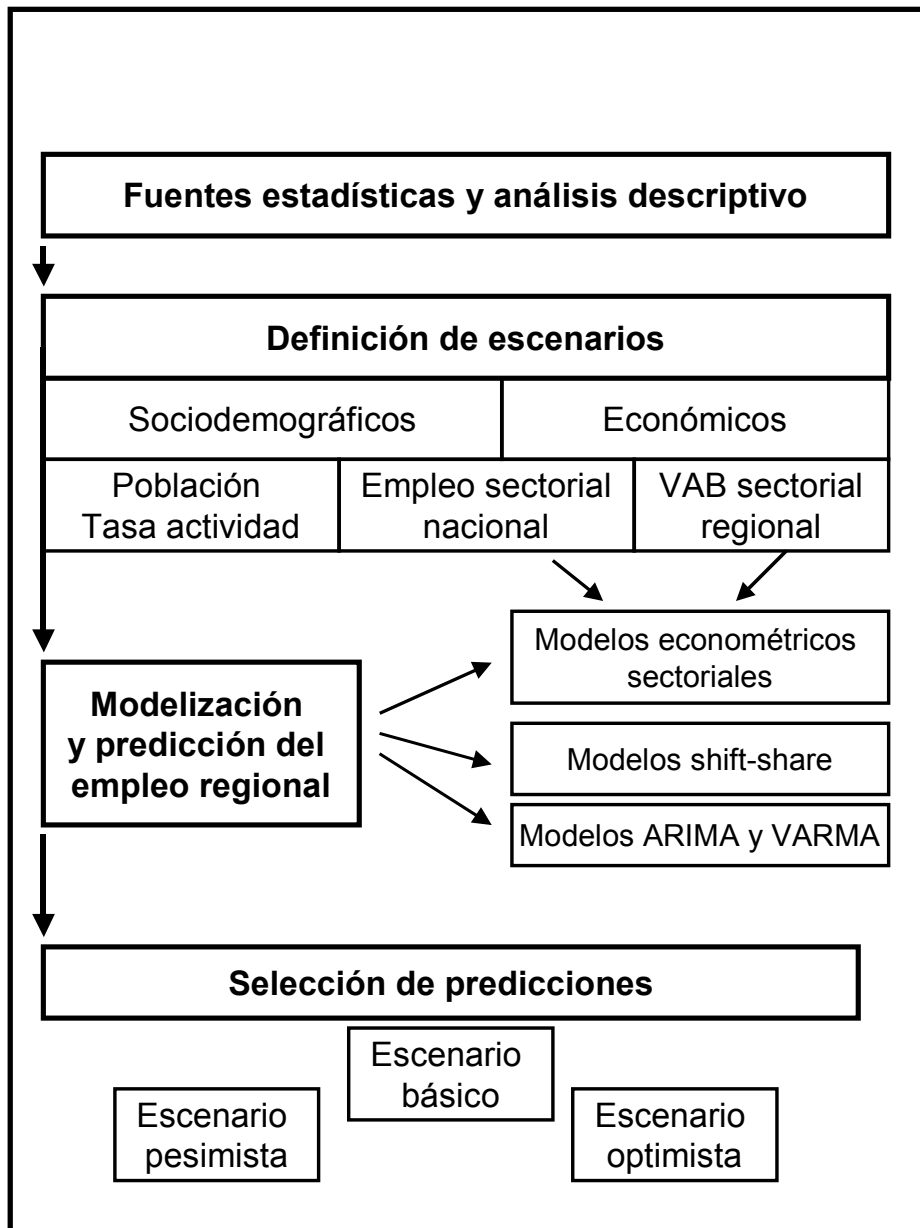 Fuentes estadísticas y análisis descriptivo
Definición de escenarios
Sociodemográficos
Económicos
Población
Tasa actividad
Empleo sectorial
nacional
VAB sectorial
regional
Modelos econométricos
sectoriales
Modelización
y predicción del
empleo regional
Modelos shift-share
Modelos ARIMA y VARMA
Selección de predicciones
Escenario
básico
Escenario
pesimista
Escenario
optimista